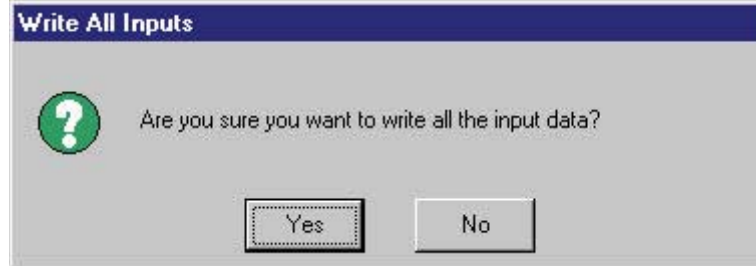 Write All Inputs
Are you sure you want to write all the input data?
Yes
No